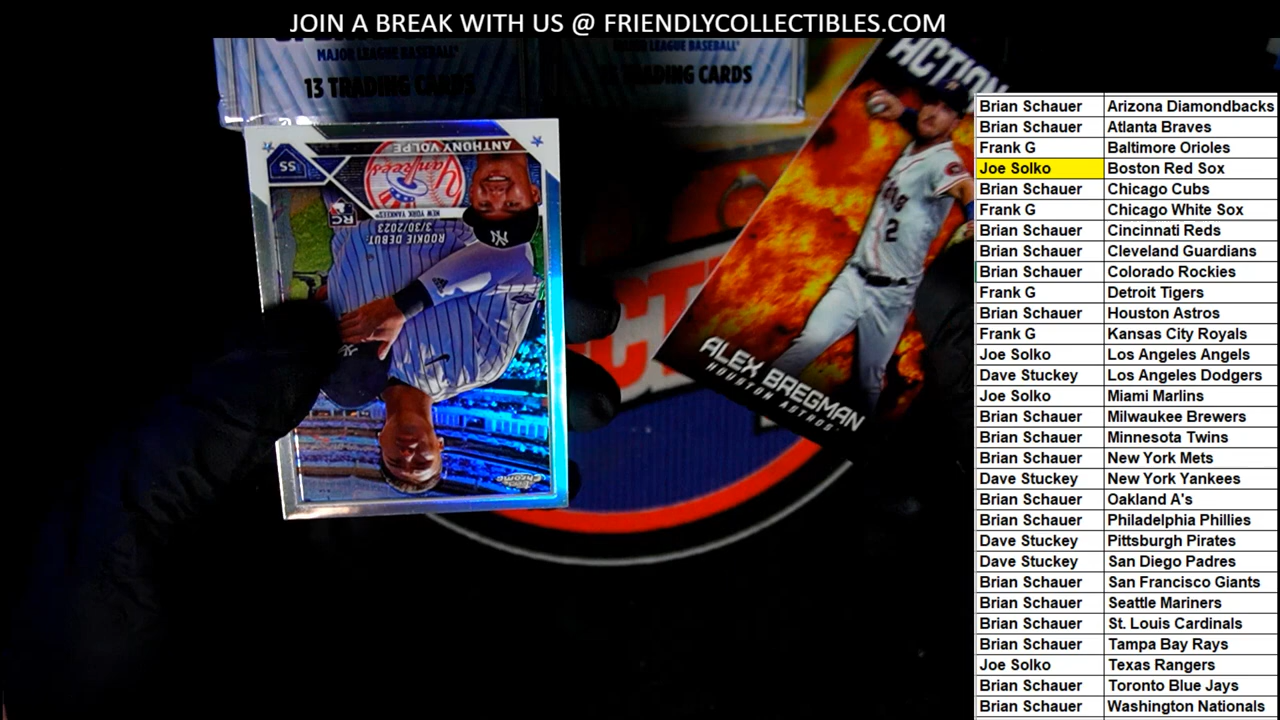 JOIN A BREAK WITH US @ FRIENDLYCOLLECTIBLES.COM
MAJOR LEAGUE BASEBALL
13 TRADING CARDS
LEAGUE BASEBALL
TRADING CARDS
ACTION
ALEX BREGMAN
HOUSTON ASTROS
2
ANTHONY VOLPE
SS
Yankees
RC
NEW YORK YANKEES
ROOKIE DEBUT
3/30/2023
Topps
Chrome
Brian Schauer Arizona Diamondbacks
Brian Schauer Atlanta Braves
Frank G Baltimore Orioles
Joe Solko Boston Red Sox
Brian Schauer Chicago Cubs
Frank G Chicago White Sox
Brian Schauer Cincinnati Reds
Brian Schauer Cleveland Guardians
Brian Schauer Colorado Rockies
Frank G Detroit Tigers
Brian Schauer Houston Astros
Frank G Kansas City Royals
Joe Solko Los Angeles Angels
Dave Stuckey Los Angeles Dodgers
Joe Solko Miami Marlins
Brian Schauer Milwaukee Brewers
Brian Schauer Minnesota Twins
Brian Schauer New York Mets
Dave Stuckey New York Yankees
Brian Schauer Oakland A's
Brian Schauer Philadelphia Phillies
Dave Stuckey Pittsburgh Pirates
Dave Stuckey San Diego Padres
Brian Schauer San Francisco Giants
Brian Schauer Seattle Mariners
Brian Schauer St. Louis Cardinals
Brian Schauer Tampa Bay Rays
Joe Solko Texas Rangers
Brian Schauer Toronto Blue Jays
Brian Schauer Washington Nationals